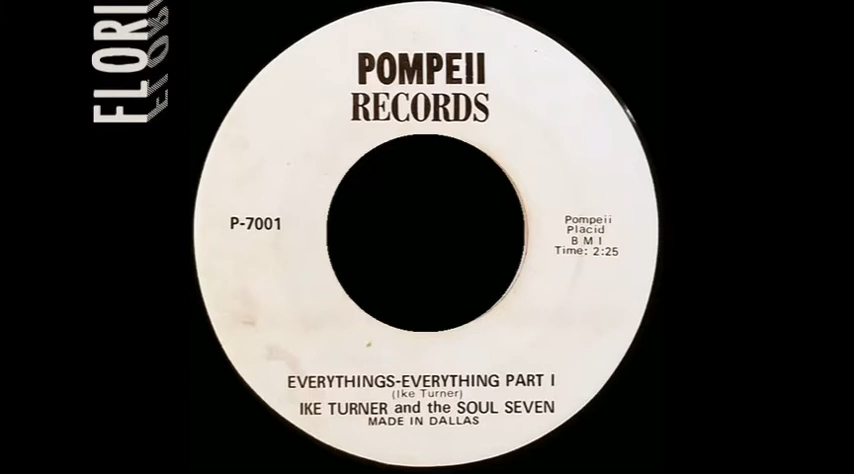 FLORI
POMPEII
RECORDS
P-7001
Pompeii
Placid
B M I
Time: 2:25
EVERYTHINGS-EVERYTHING PART I
(Ike Turner)
IKE TURNER and the SOUL SEVEN
MADE IN DALLAS